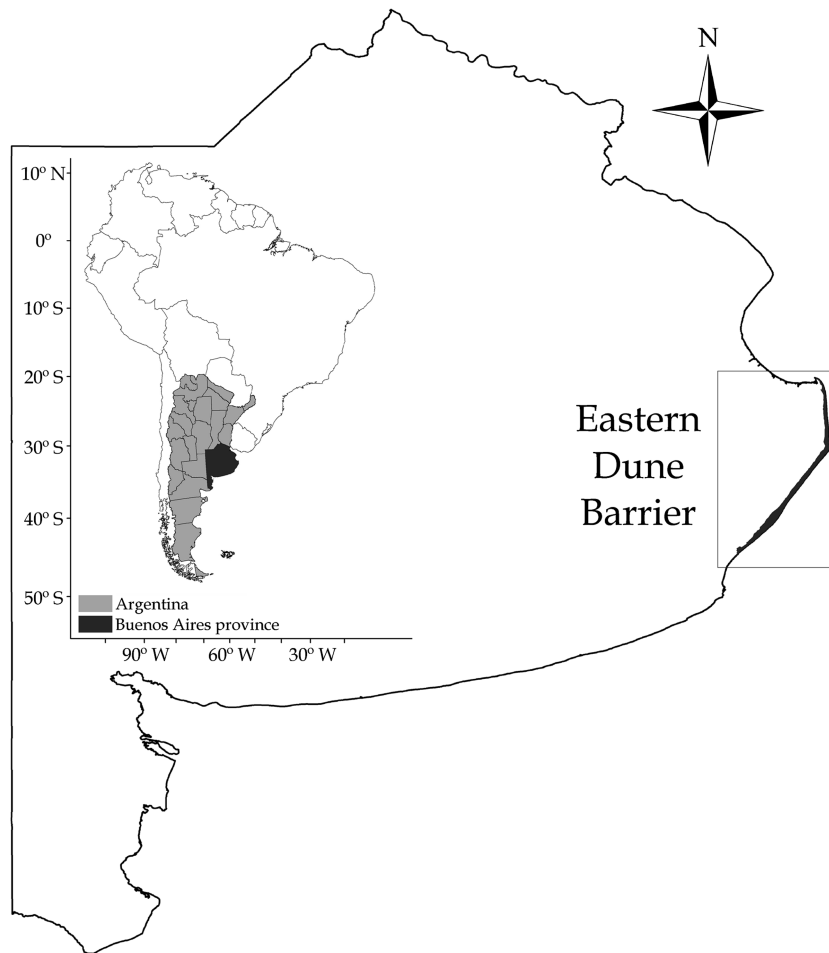 N
10º N
0º
10º S
20º S
30º S
40º S
50º S
Eastern
Dune
Barrier
Argentina
Buenos Aires province
90º W 60º W 30º W